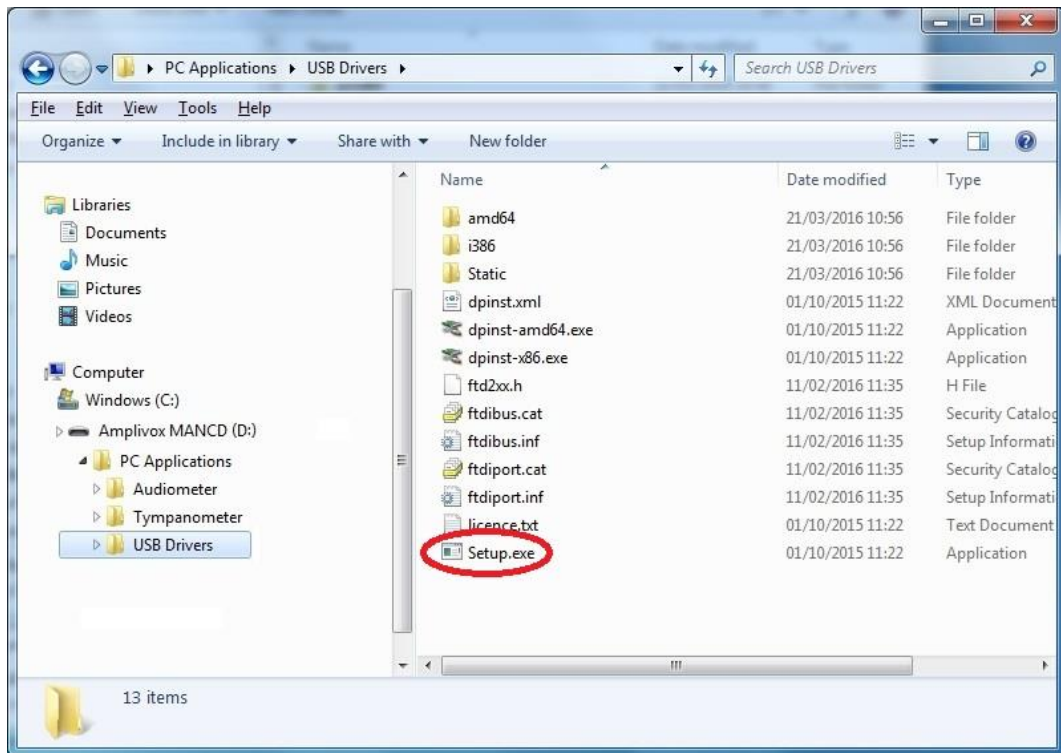 PC Applications USB Drivers Search USB Drivers
File Edit View Tools Help
Organize Include in library Share with New folder
Libraries
Documents
Music
Pictures
Videos
Computer
Windows (C:)
Amplivox MANCD (D:)
PC Applications
Audiometer
Tympanometer
USB Drivers
Name Date modified Type
amd64 21/03/2016 10:56 File folder
i386 21/03/2016 10:56 File folder
Static 21/03/2016 10:56 File folder
dpinst.xml 01/10/2015 11:22 XML Document
dpinst-amd64.exe 01/10/2015 11:22 Application
dpinst-x86.exe 01/10/2015 11:22 Application
ftd2xx.h 11/02/2016 11:35 H File
ftdibus.cat 11/02/2016 11:35 Security Catalog
ftdibus.inf 11/02/2016 11:35 Setup Informati
ftdiport.cat 11/02/2016 11:35 Security Catalog
ftdiport.inf 11/02/2016 11:35 Setup Informati
licence.txt 01/10/2015 11:22 Text Document
Setup.exe 01/10/2015 11:22 Application
13 items